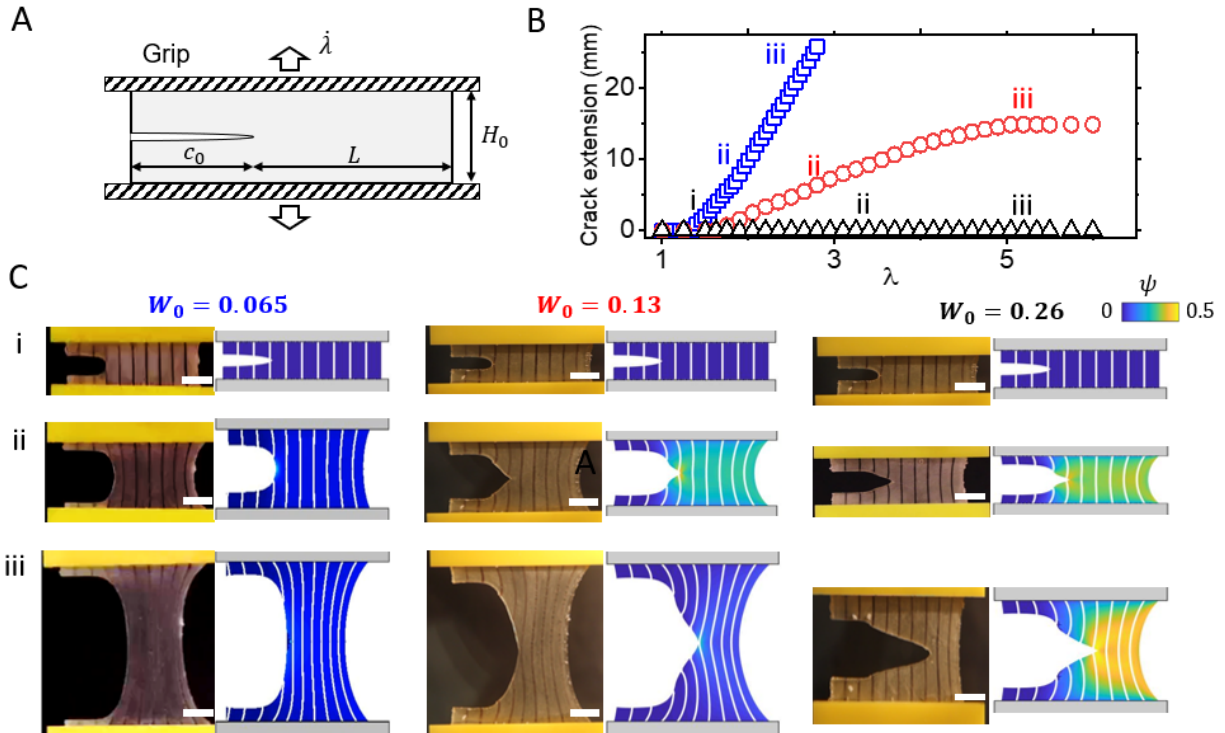 A
Grip
λ̇
c₀
L
H₀
B
Crack extension (mm)
20
10
0
1
3
5
λ
i
ii
iii
ii
iii
ii
iii
C
W₀ = 0.065
W₀ = 0.13
W₀ = 0.26
ψ
0
0.5
i
ii
A
iii